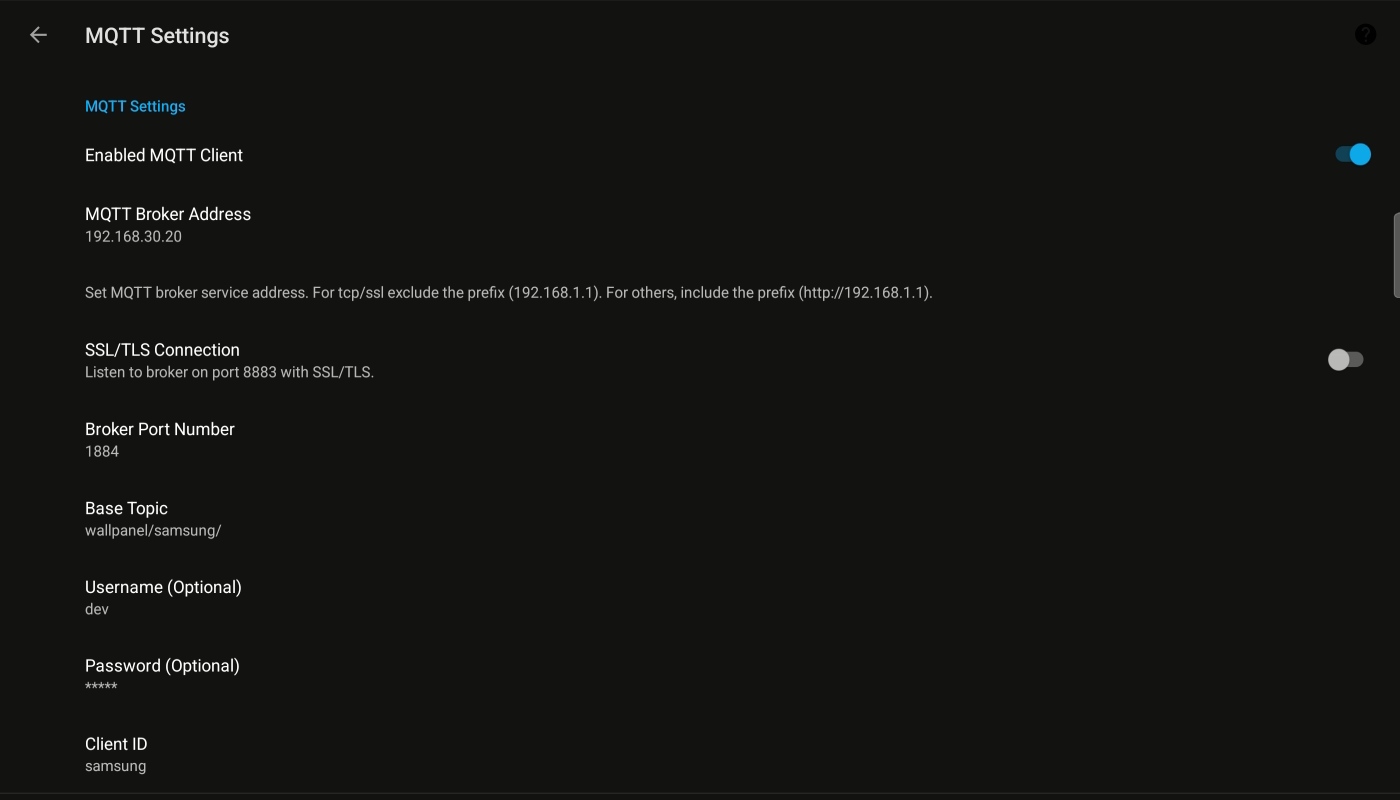 MQTT Settings
MQTT Settings
Enabled MQTT Client
MQTT Broker Address
192.168.30.20
Set MQTT broker service address. For tcp/ssl exclude the prefix (192.168.1.1). For others, include the prefix (http://192.168.1.1).
SSL/TLS Connection
Listen to broker on port 8883 with SSL/TLS.
Broker Port Number
1884
Base Topic
wallpanel/samsung/
Username (Optional)
dev
Password (Optional)
*****
Client ID
samsung